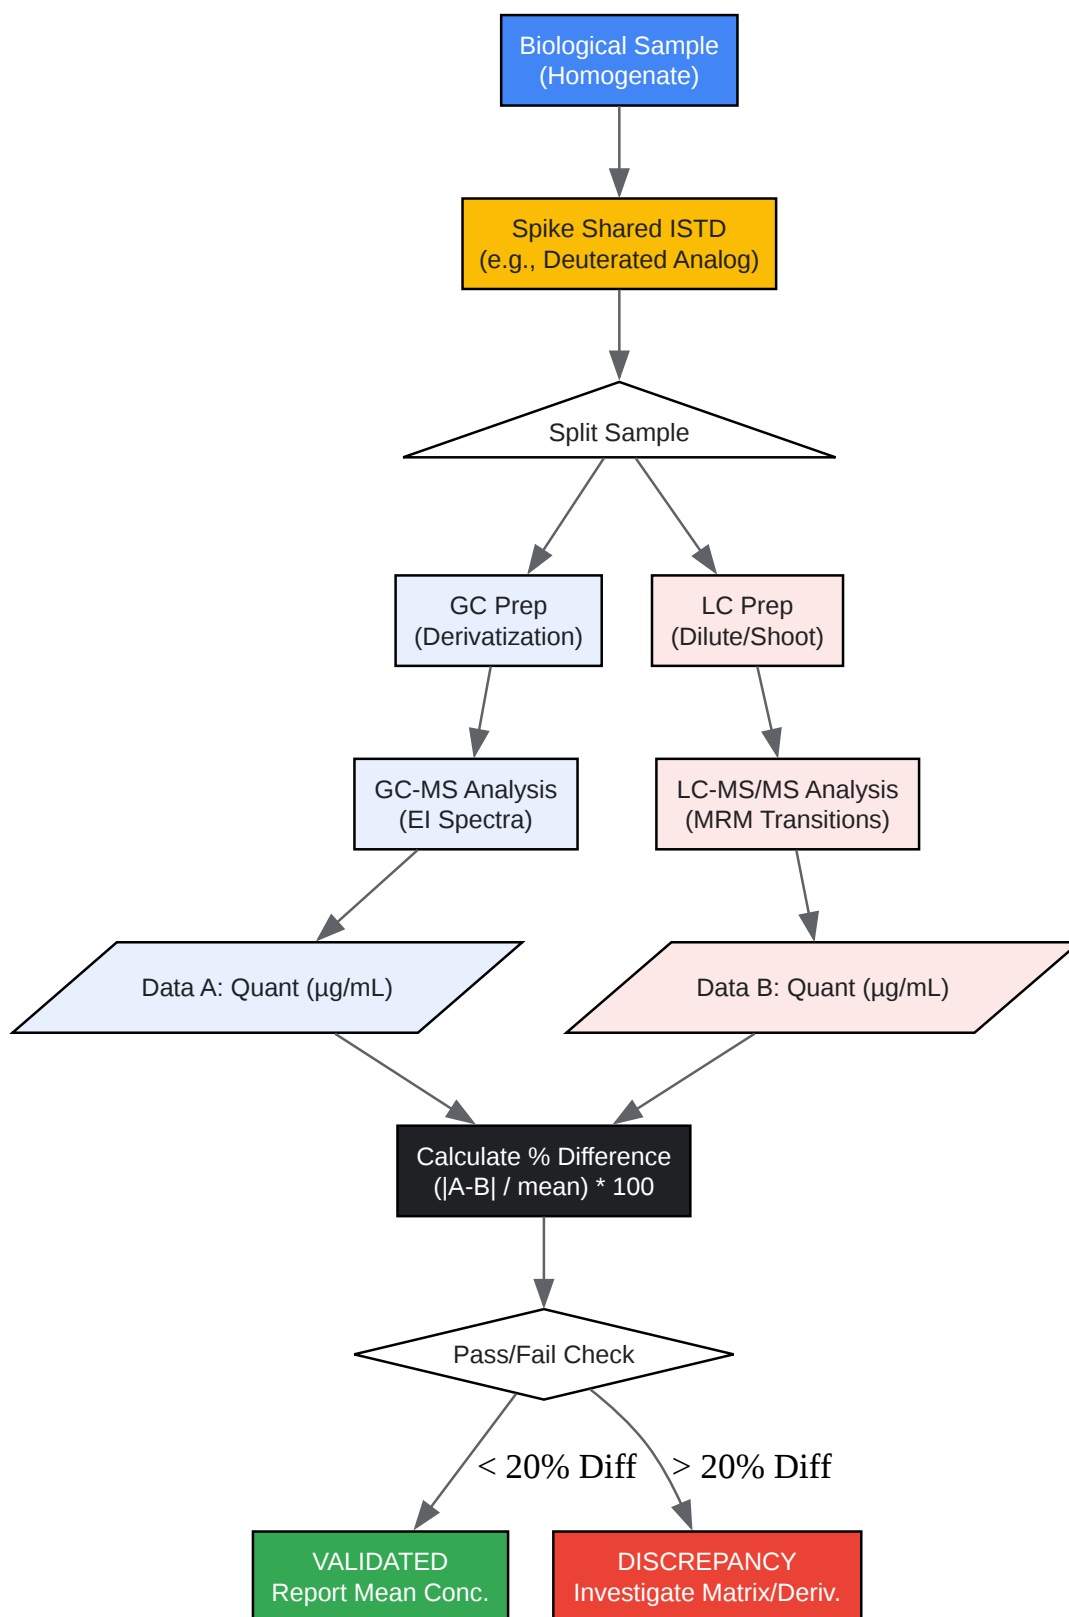 Biological Sample
(Homogenate)
Spike Shared ISTD
(e.g., Deuterated Analog)
Split Sample
GC Prep
(Derivatization)
LC Prep
(Dilute/Shoot)
GC-MS Analysis
(EI Spectra)
LC-MS/MS Analysis
(MRM Transitions)
Data A: Quant (µg/mL)
Data B: Quant (µg/mL)
Calculate % Difference
(|A-B| / mean) * 100
Pass/Fail Check
< 20% Diff
> 20% Diff
VALIDATED
Report Mean Conc.
DISCREPANCY
Investigate Matrix/Deriv.